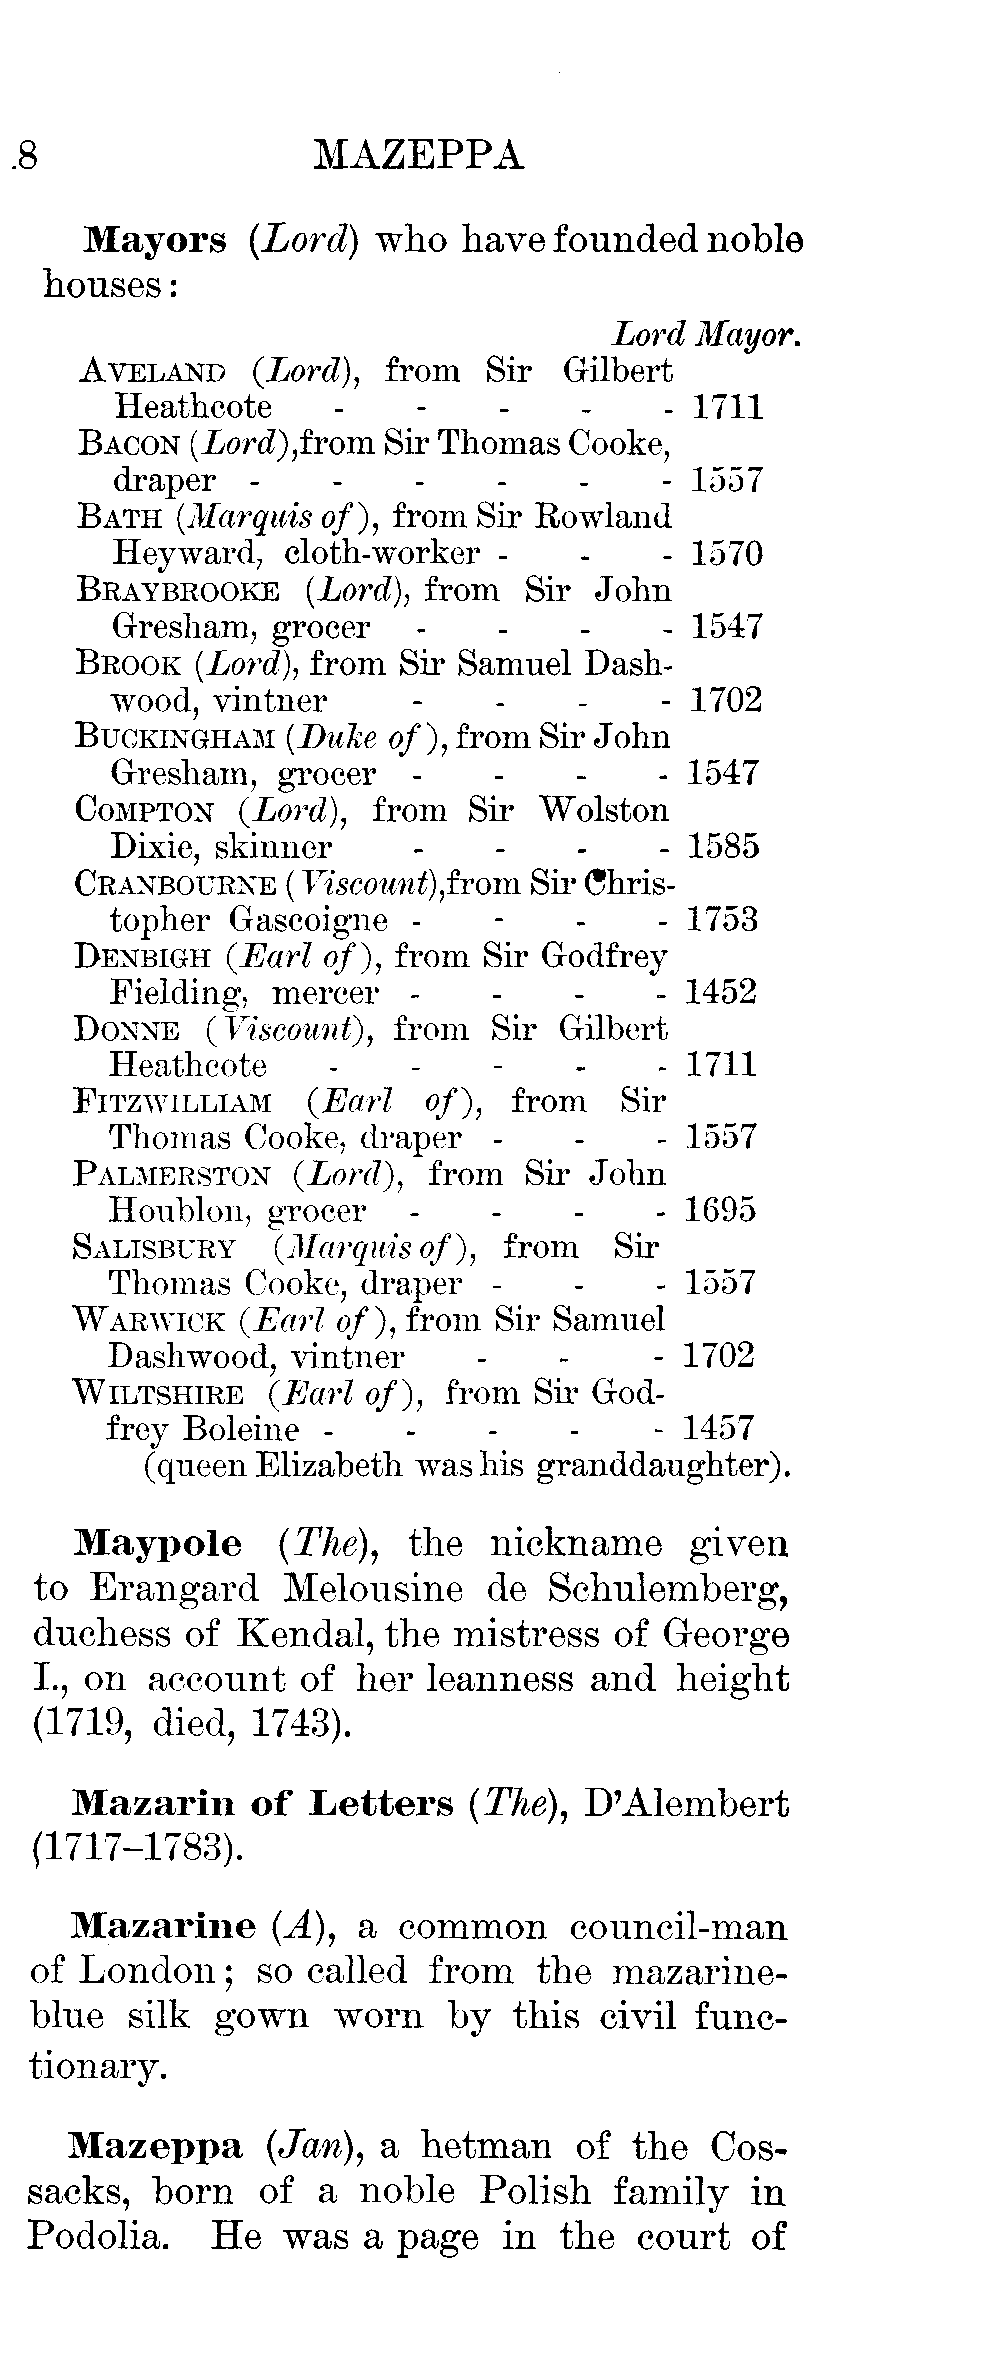 .8 MAZEPPA
Mayors (Lord) who have founded noble
houses:
Lord Mayor.
AVELAND (Lord), from Sir Gilbert
Heathcote - - - - - 1711
BACON (Lord),from Sir Thomas Cooke,
draper - - - - - - 1557
BATH (Marquis of), from Sir Rowland
Heyward, cloth-worker - - - 1570
BRAYBROOKE (Lord), from Sir John
Gresham, grocer - - - - 1547
BROOK (Lord), from Sir Samuel Dash-
wood, vintner - - - - 1702
BUCKINGHAM (Duke of), from Sir John
Gresham, grocer - - - - 1547
COMPTON (Lord), from Sir Wolston
Dixie, skinner - - - - 1585
CRANBOURNE (Viscount),from Sir Chris-
topher Gascoigne - - - - 1753
DENBIGH (Earl of), from Sir Godfrey
Fielding, mercer - - - - 1452
DONNE (Viscount), from Sir Gilbert
Heathcote - - - - - 1711
FITZWILLIAM (Earl of), from Sir
Thomas Cooke, draper - - - 1557
PALMERSTON (Lord), from Sir John
Houblon, grocer - - - - 1695
SALISBURY (Marquis of), from Sir
Thomas Cooke, draper - - - 1557
WARWICK (Earl of), from Sir Samuel
Dashwood, vintner - - - 1702
WILTSHIRE (Earl of), from Sir God-
frey Boleine - - - - - 1457
(queen Elizabeth was his granddaughter).
Maypole (The), the nickname given
to Erangard Melousine de Schulemberg,
duchess of Kendal, the mistress of George
I., on account of her leanness and height
(1719, died, 1743).
Mazarin of Letters (The), D'Alembert
(1717–1783).
Mazarine (A), a common council-man
of London; so called from the mazarine-
blue silk gown worn by this civil func-
tionary.
Mazeppa (Jan), a hetman of the Cos-
sacks, born of a noble Polish family in
Podolia. He was a page in the court of